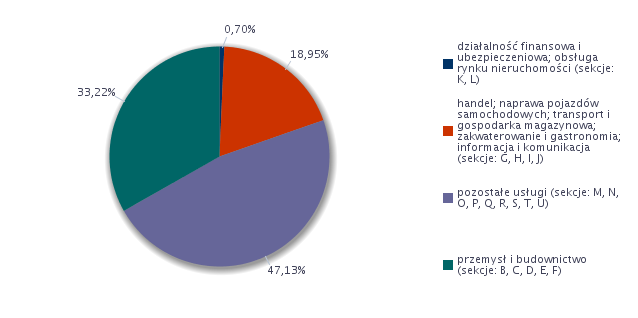 0,70%
18,95%
33,22%
47,13%
działalność finansowa i
ubezpieczeniowa; obsługa
rynku nieruchomości (sekcje:
K, L)
handel; naprawa pojazdów
samochodowych; transport i
gospodarka magazynowa;
zakwaterowanie i gastronomia;
informacja i komunikacja
(sekcje: G, H, I, J)
pozostałe usługi (sekcje: M, N,
O, P, Q, R, S, T, U)
przemysł i budownictwo
(sekcje: B, C, D, E, F)